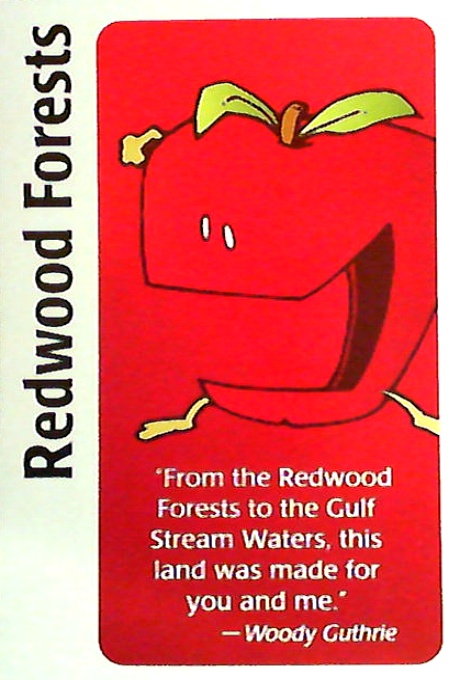 Redwood Forests
"From the Redwood
Forests to the Gulf
Stream Waters, this
land was made for
you and me."
— Woody Guthrie